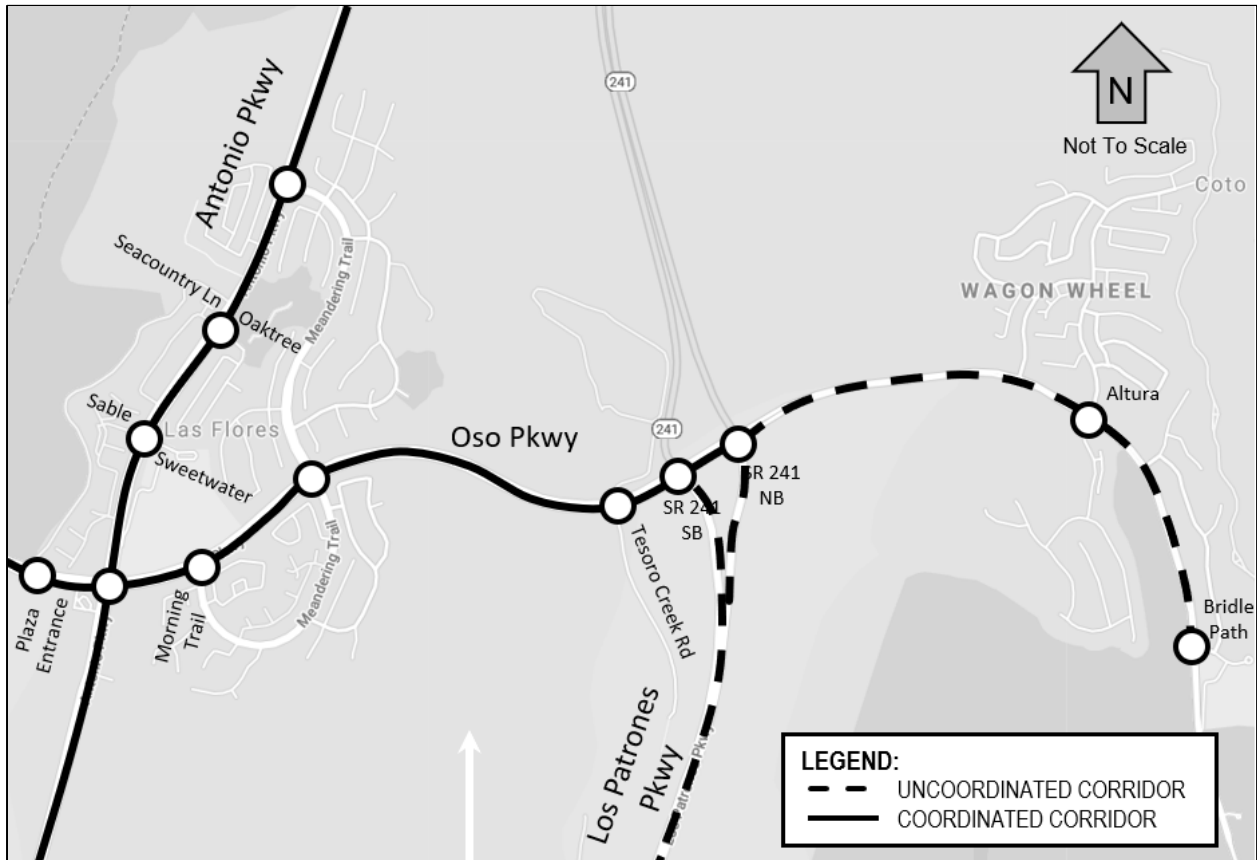 241
N
Not To Scale
Antonio Pkwy
Coto
Seacountry Ln
Oaktree
Meandering Trail
WAGON WHEEL
Sable
Las Flores
Sweetwater
Oso Pkwy
241
Altura
SR 241
NB
SR 241
SB
Meandering Trail
Tesoro Creek Rd
Plaza
Entrance
Morning
Trail
Bridle
Path
Los Patrones
Pkwy
LEGEND:
UNCOORDINATED CORRIDOR
COORDINATED CORRIDOR